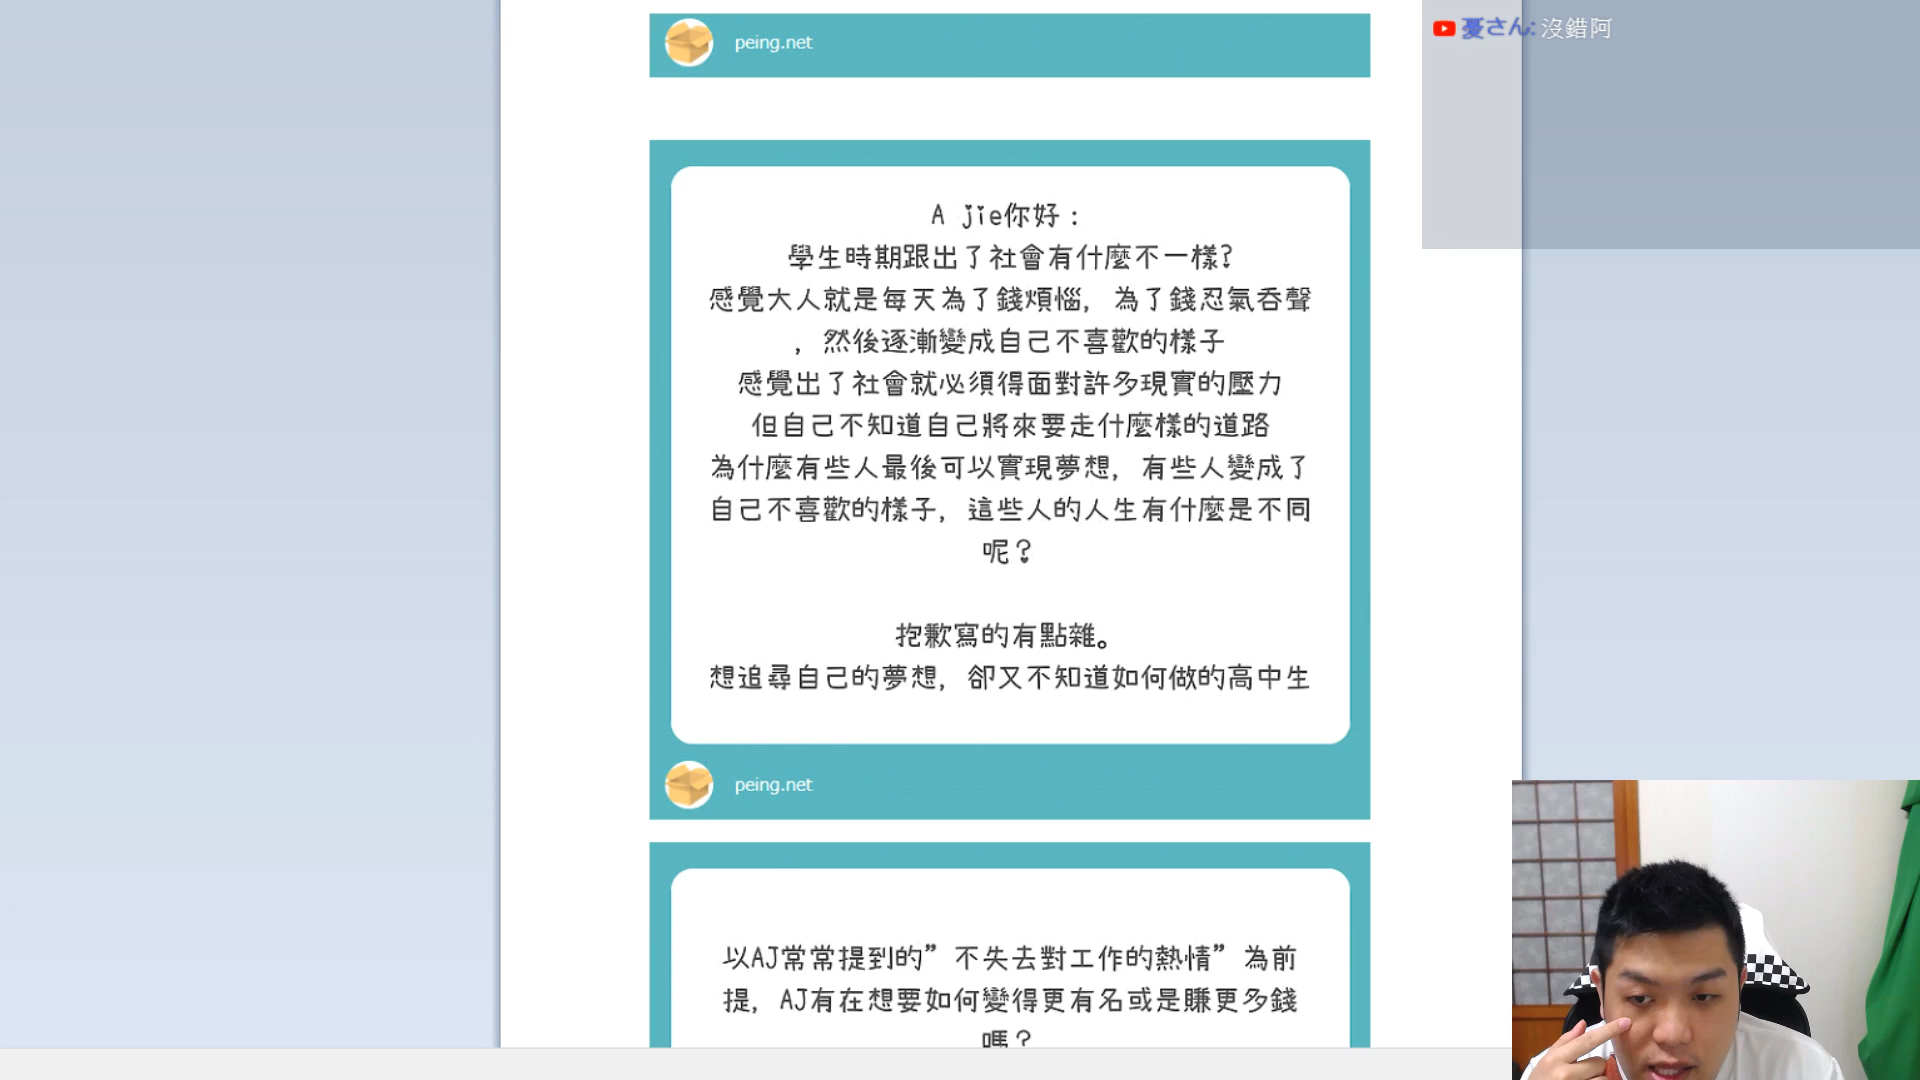 peing.net
憂さん: 沒錯阿
A jie你好：
學生時期跟出了社會有什麼不一樣?
感覺大人就是每天為了錢煩惱，為了錢忍氣吞聲
，然後逐漸變成自己不喜歡的樣子
感覺出了社會就必須得面對許多現實的壓力
但自己不知道自己將來要走什麼樣的道路
為什麼有些人最後可以實現夢想，有些人變成了
自己不喜歡的樣子，這些人的人生有什麼是不同
呢？
抱歉寫的有點雜。
想追尋自己的夢想，卻又不知道如何做的高中生
peing.net
以AJ常常提到的”不失去對工作的熱情”為前
提，AJ有在想要如何變得更有名或是賺更多錢
嗎？